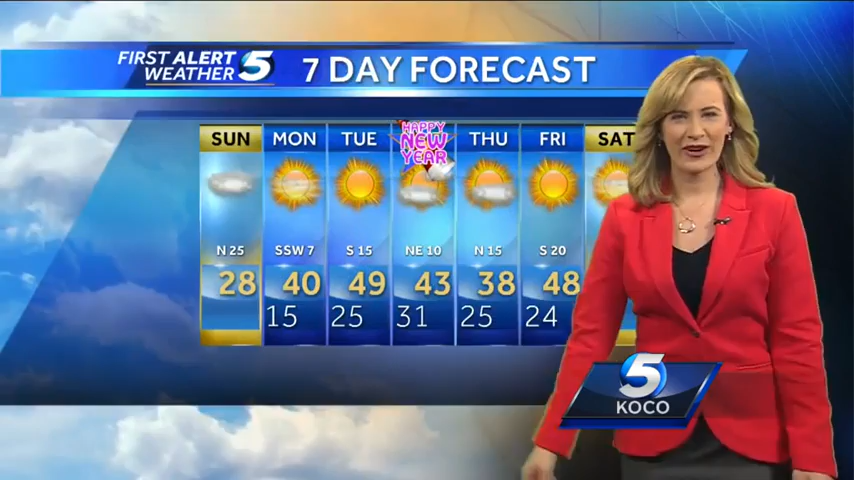 FIRST ALERT
WEATHER 5
7 DAY FORECAST
SUN MON TUE HAPPY NEW YEAR THU FRI SAT
N 25 SSW 7 S 15 NE 10 N 15 S 20
28 40 49 43 38 48
15 25 31 25 24
5
KOCO